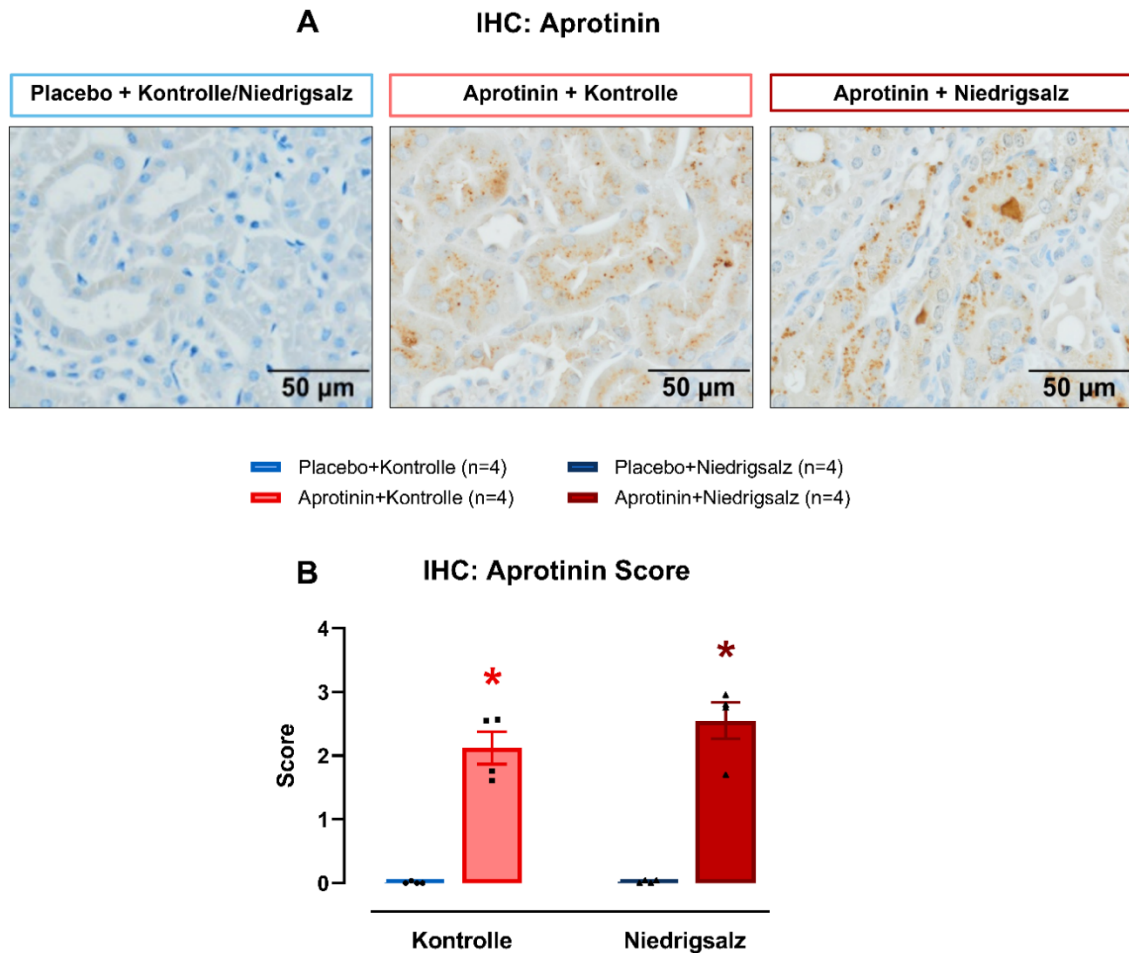 A IHC: Aprotinin
Placebo + Kontrolle/Niedrigsalz
Aprotinin + Kontrolle
Aprotinin + Niedrigsalz
50 µm
50 µm
50 µm
Placebo+Kontrolle (n=4)
Placebo+Niedrigsalz (n=4)
Aprotinin+Kontrolle (n=4)
Aprotinin+Niedrigsalz (n=4)
B IHC: Aprotinin Score
Score
4
3
2
1
0
*
*
Kontrolle
Niedrigsalz